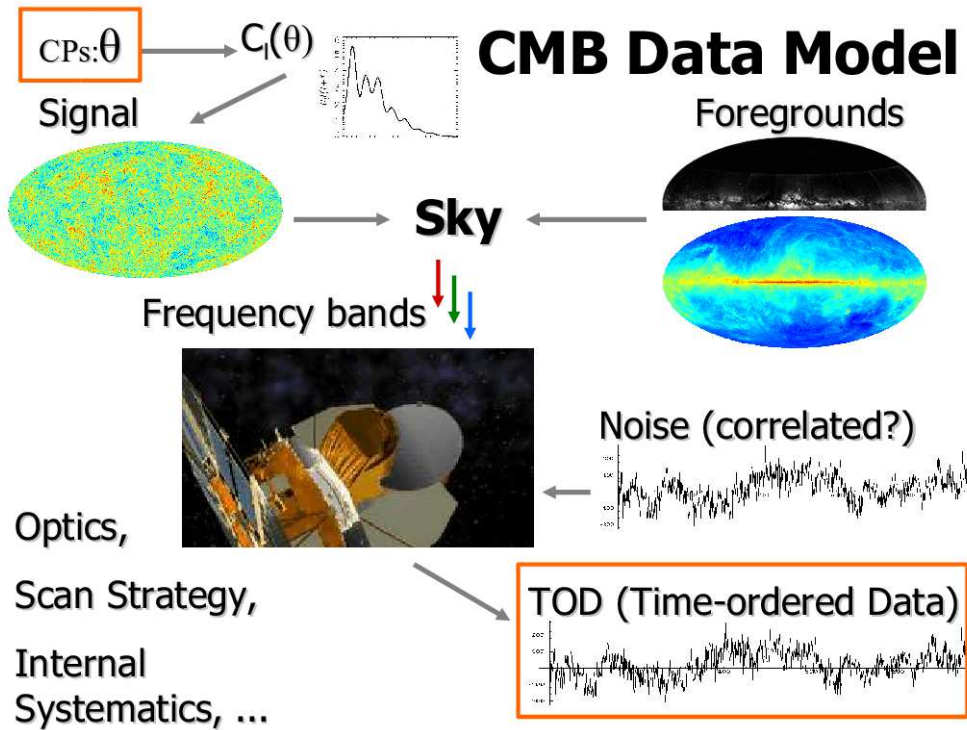 CPs:θ
Cl(θ)
CMB Data Model
Signal
Foregrounds
Sky
Frequency bands
Noise (correlated?)
Optics,
Scan Strategy,
Internal
Systematics, ...
TOD (Time-ordered Data)